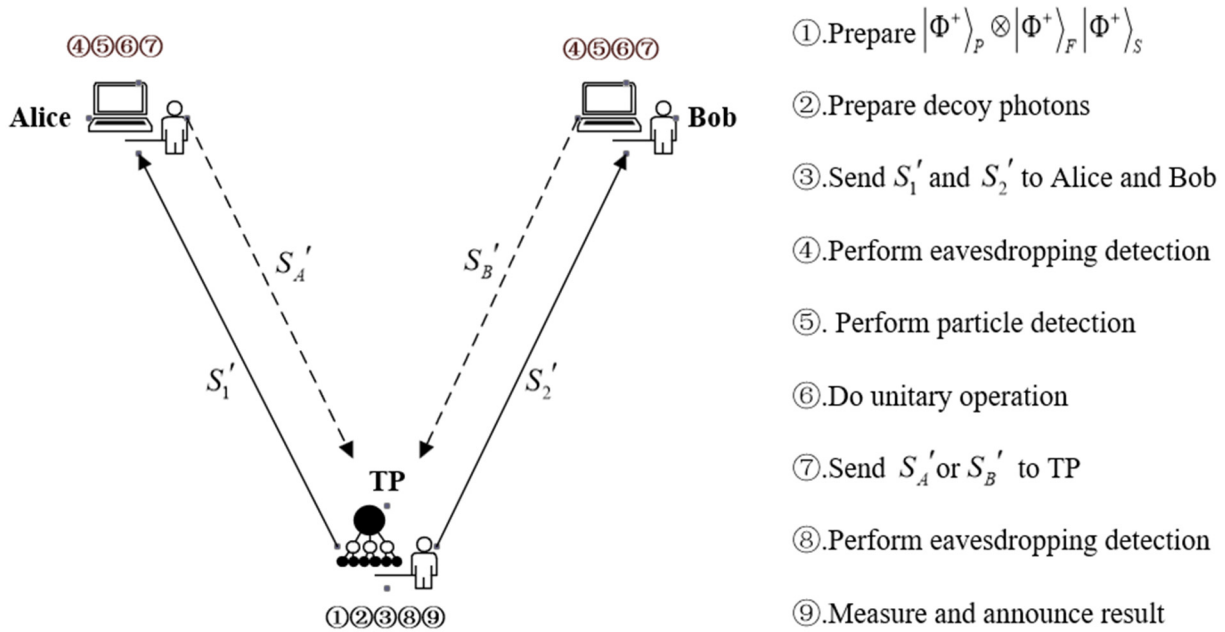 ④⑤⑥⑦
④⑤⑥⑦
Alice
Bob
S_A'
S_B'
S_1'
S_2'
TP
①②③⑧⑨
①.Prepare |Φ⁺⟩_P ⊗|Φ⁺⟩_F |Φ⁺⟩_S
②.Prepare decoy photons
③.Send S_1' and S_2' to Alice and Bob
④.Perform eavesdropping detection
⑤. Perform particle detection
⑥.Do unitary operation
⑦.Send S_A' or S_B' to TP
⑧.Perform eavesdropping detection
⑨.Measure and announce result